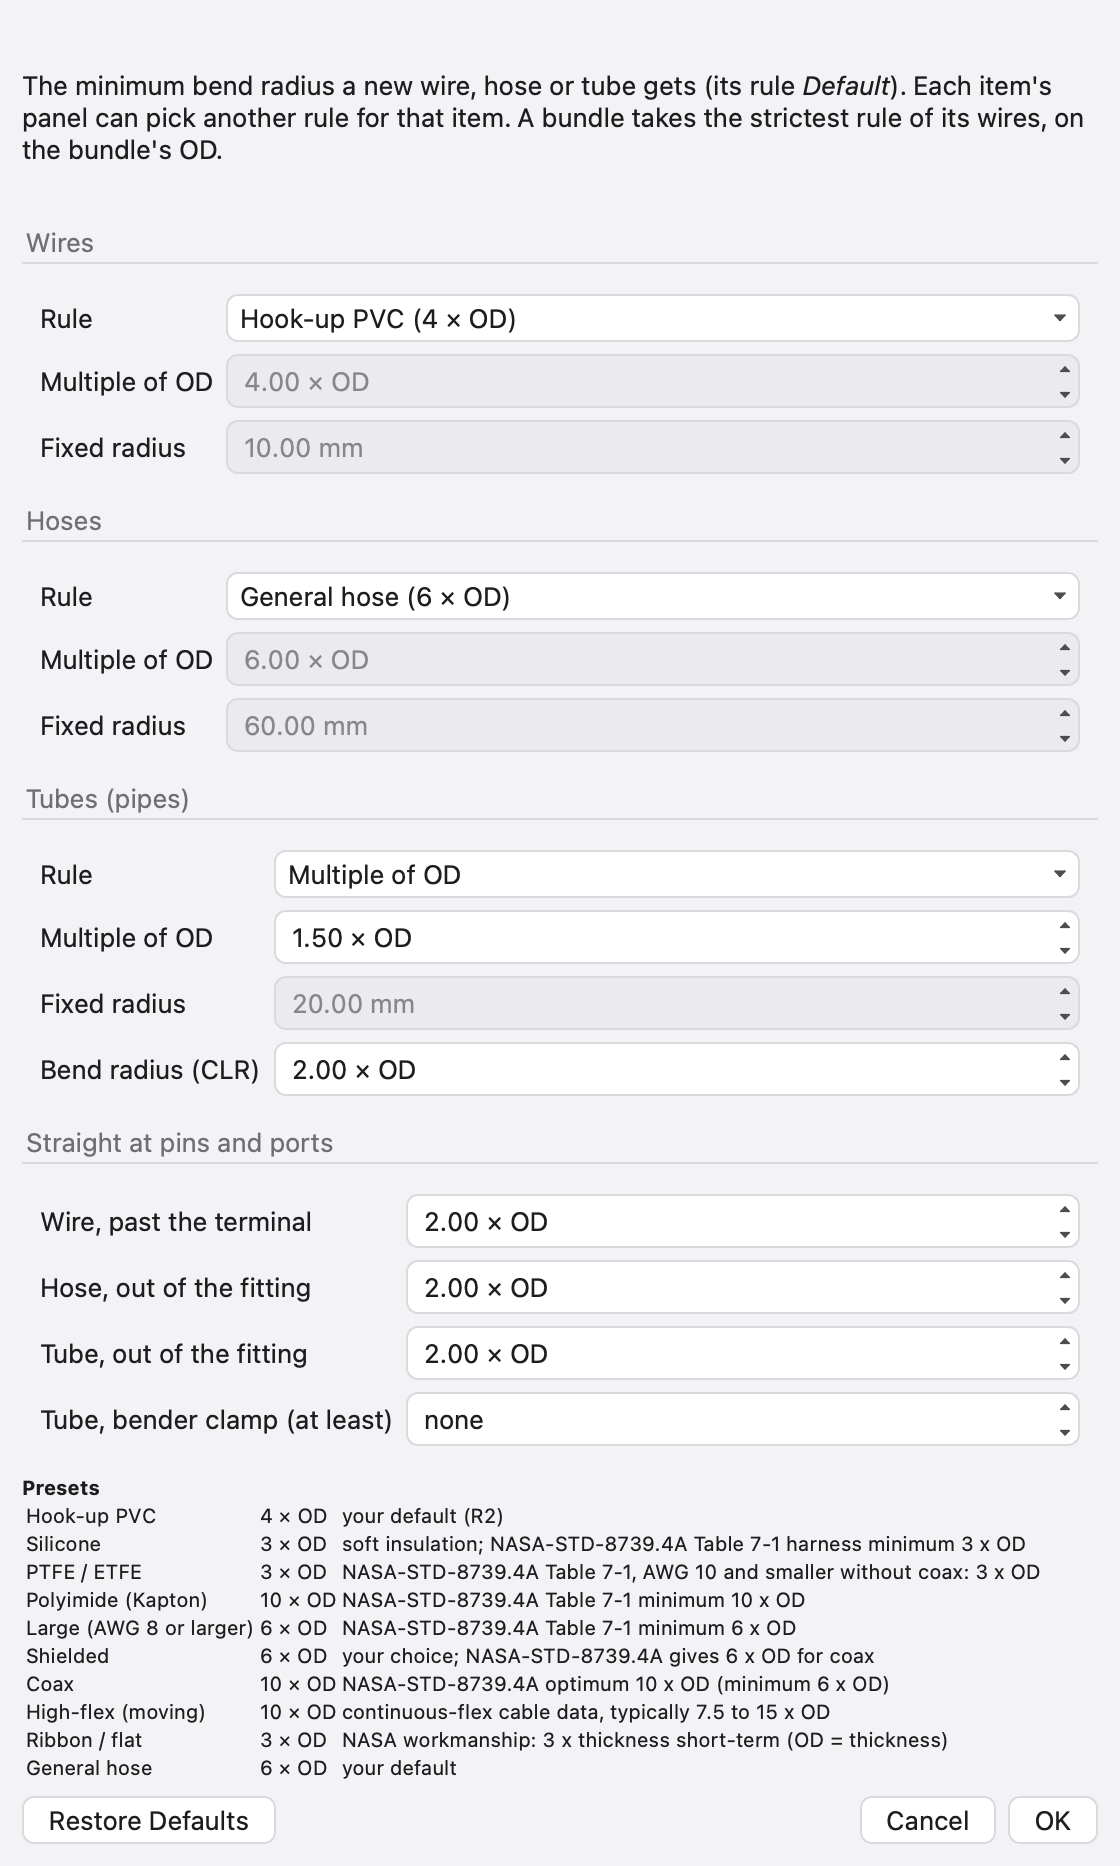 The minimum bend radius a new wire, hose or tube gets (its rule Default). Each item's
panel can pick another rule for that item. A bundle takes the strictest rule of its wires, on
the bundle's OD.
Wires
Rule Hook-up PVC (4 × OD)
Multiple of OD 4.00 × OD
Fixed radius 10.00 mm
Hoses
Rule General hose (6 × OD)
Multiple of OD 6.00 × OD
Fixed radius 60.00 mm
Tubes (pipes)
Rule Multiple of OD
Multiple of OD 1.50 × OD
Fixed radius 20.00 mm
Bend radius (CLR) 2.00 × OD
Straight at pins and ports
Wire, past the terminal 2.00 × OD
Hose, out of the fitting 2.00 × OD
Tube, out of the fitting 2.00 × OD
Tube, bender clamp (at least) none
Presets
Hook-up PVC 4 × OD your default (R2)
Silicone 3 × OD soft insulation; NASA-STD-8739.4A Table 7-1 harness minimum 3 x OD
PTFE / ETFE 3 × OD NASA-STD-8739.4A Table 7-1, AWG 10 and smaller without coax: 3 x OD
Polyimide (Kapton) 10 × OD NASA-STD-8739.4A Table 7-1 minimum 10 x OD
Large (AWG 8 or larger) 6 × OD NASA-STD-8739.4A Table 7-1 minimum 6 x OD
Shielded 6 × OD your choice; NASA-STD-8739.4A gives 6 x OD for coax
Coax 10 × OD NASA-STD-8739.4A optimum 10 x OD (minimum 6 x OD)
High-flex (moving) 10 × OD continuous-flex cable data, typically 7.5 to 15 x OD
Ribbon / flat 3 × OD NASA workmanship: 3 x thickness short-term (OD = thickness)
General hose 6 × OD your default
Restore Defaults Cancel OK